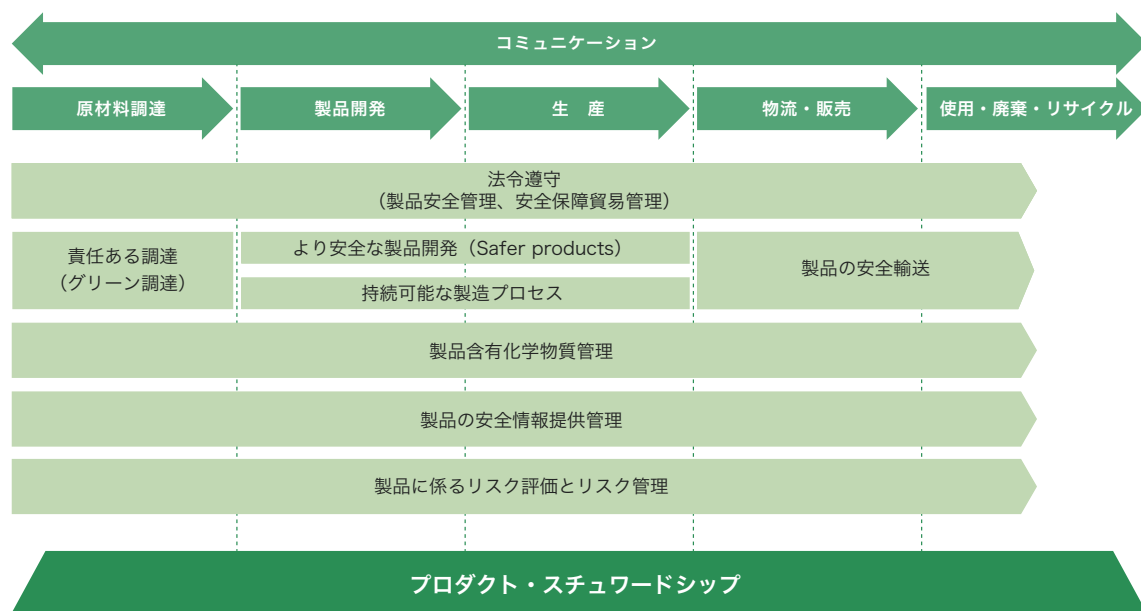 コミュニケーション
原材料調達
製品開発
生　産
物流・販売
使用・廃棄・リサイクル
法令遵守
（製品安全管理、安全保障貿易管理）
責任ある調達
（グリーン調達）
より安全な製品開発（Safer products）
持続可能な製造プロセス
製品の安全輸送
製品含有化学物質管理
製品の安全情報提供管理
製品に係るリスク評価とリスク管理
プロダクト・スチュワードシップ